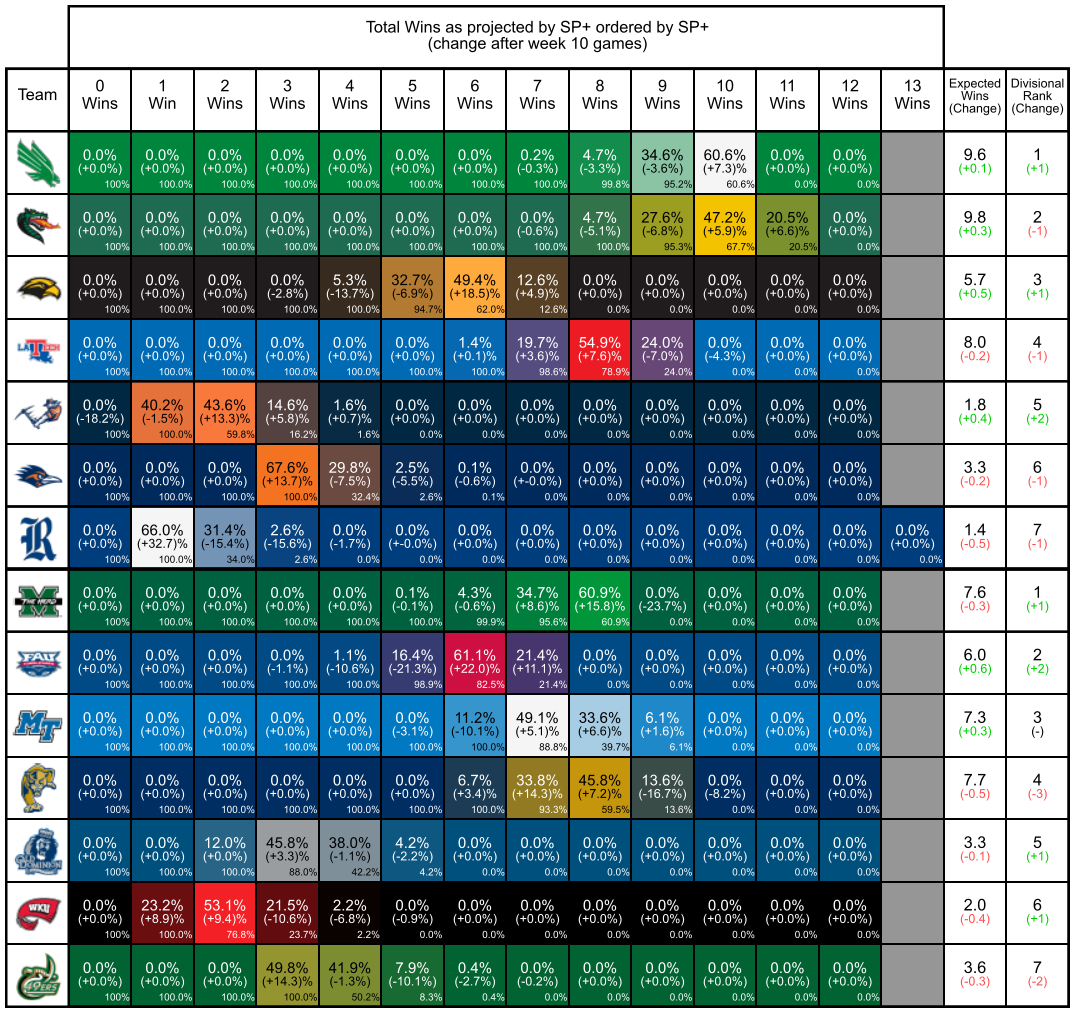 Total Wins as projected by SP+ ordered by SP+
(change after week 10 games)
Team 0 Wins 1 Win 2 Wins 3 Wins 4 Wins 5 Wins 6 Wins 7 Wins 8 Wins 9 Wins 10 Wins 11 Wins 12 Wins 13 Wins Expected Wins (Change) Divisional Rank (Change)
0.0% 0.0% 0.0% 0.0% 0.0% 0.0% 0.0% 0.2% 4.7% 34.6% 60.6% 0.0% 0.0% 9.6 1
(+0.0%) (+0.0%) (+0.0%) (+0.0%) (+0.0%) (+0.0%) (+0.0%) (-0.3%) (-3.3%) (-3.6%) (+7.3)% (+0.0%) (+0.0%) (+0.1) (+1)
100% 100.0% 100.0% 100.0% 100.0% 100.0% 100.0% 100.0% 99.8% 95.2% 60.6% 0.0% 0.0%
0.0% 0.0% 0.0% 0.0% 0.0% 0.0% 0.0% 0.0% 4.7% 27.6% 47.2% 20.5% 0.0% 9.8 2
(+0.0%) (+0.0%) (+0.0%) (+0.0%) (+0.0%) (+0.0%) (+0.0%) (-0.6%) (-5.1%) (-6.8%) (+5.9)% (+6.6)% (+0.0%) (+0.3) (-1)
100% 100.0% 100.0% 100.0% 100.0% 100.0% 100.0% 100.0% 100.0% 95.3% 67.7% 20.5% 0.0%
0.0% 0.0% 0.0% 0.0% 5.3% 32.7% 49.4% 12.6% 0.0% 0.0% 0.0% 0.0% 0.0% 5.7 3
(+0.0%) (+0.0%) (+0.0%) (-2.8%) (-13.7%) (-6.9%) (+18.5)% (+4.9)% (+0.0%) (+0.0%) (+0.0%) (+0.0%) (+0.0%) (+0.5) (+1)
100% 100.0% 100.0% 100.0% 100.0% 94.7% 62.0% 12.6% 0.0% 0.0% 0.0% 0.0% 0.0%
LA TECH 0.0% 0.0% 0.0% 0.0% 0.0% 0.0% 1.4% 19.7% 54.9% 24.0% 0.0% 0.0% 0.0% 8.0 4
(+0.0%) (+0.0%) (+0.0%) (+0.0%) (+0.0%) (+0.0%) (+0.1%) (+3.6)% (+7.6)% (-7.0%) (-4.3%) (+0.0%) (+0.0%) (-0.2) (-1)
100% 100.0% 100.0% 100.0% 100.0% 100.0% 100.0% 98.6% 78.9% 24.0% 0.0% 0.0% 0.0%
0.0% 40.2% 43.6% 14.6% 1.6% 0.0% 0.0% 0.0% 0.0% 0.0% 0.0% 0.0% 0.0% 1.8 5
(-18.2%) (-1.5%) (+13.3)% (+5.8)% (+0.7)% (+0.0%) (+0.0%) (+0.0%) (+0.0%) (+0.0%) (+0.0%) (+0.0%) (+0.0%) (+0.4) (+2)
100% 100.0% 59.8% 16.2% 1.6% 0.0% 0.0% 0.0% 0.0% 0.0% 0.0% 0.0% 0.0%
0.0% 0.0% 0.0% 67.6% 29.8% 2.5% 0.1% 0.0% 0.0% 0.0% 0.0% 0.0% 0.0% 3.3 6
(+0.0%) (+0.0%) (+0.0%) (+13.7)% (-7.5%) (-5.5%) (-0.6%) (+-0.0%) (+0.0%) (+0.0%) (+0.0%) (+0.0%) (+0.0%) (-0.2) (-1)
100% 100.0% 100.0% 100.0% 32.4% 2.6% 0.1% 0.0% 0.0% 0.0% 0.0% 0.0% 0.0%
R 0.0% 66.0% 31.4% 2.6% 0.0% 0.0% 0.0% 0.0% 0.0% 0.0% 0.0% 0.0% 0.0% 0.0% 1.4 7
(+0.0%) (+32.7)% (-15.4%) (-15.6%) (-1.7%) (+-0.0%) (+0.0%) (+0.0%) (+0.0%) (+0.0%) (+0.0%) (+0.0%) (+0.0%) (+0.0%) (-0.5) (-1)
100% 100.0% 34.0% 2.6% 0.0% 0.0% 0.0% 0.0% 0.0% 0.0% 0.0% 0.0% 0.0% 0.0%
THE HERD 0.0% 0.0% 0.0% 0.0% 0.0% 0.1% 4.3% 34.7% 60.9% 0.0% 0.0% 0.0% 0.0% 7.6 1
(+0.0%) (+0.0%) (+0.0%) (+0.0%) (+0.0%) (-0.1%) (-0.6%) (+8.6)% (+15.8)% (-23.7%) (+0.0%) (+0.0%) (+0.0%) (-0.3) (+1)
100% 100.0% 100.0% 100.0% 100.0% 100.0% 99.9% 95.6% 60.9% 0.0% 0.0% 0.0% 0.0%
FAU 0.0% 0.0% 0.0% 0.0% 1.1% 16.4% 61.1% 21.4% 0.0% 0.0% 0.0% 0.0% 0.0% 6.0 2
(+0.0%) (+0.0%) (+0.0%) (-1.1%) (-10.6%) (-21.3%) (+22.0)% (+11.1)% (+0.0%) (+0.0%) (+0.0%) (+0.0%) (+0.0%) (+0.6) (+2)
100% 100.0% 100.0% 100.0% 100.0% 98.9% 82.5% 21.4% 0.0% 0.0% 0.0% 0.0% 0.0%
MT 0.0% 0.0% 0.0% 0.0% 0.0% 0.0% 11.2% 49.1% 33.6% 6.1% 0.0% 0.0% 0.0% 7.3 3
(+0.0%) (+0.0%) (+0.0%) (+0.0%) (+0.0%) (-3.1%) (-10.1%) (+5.1)% (+6.6)% (+1.6)% (+0.0%) (+0.0%) (+0.0%) (+0.3) (-)
100% 100.0% 100.0% 100.0% 100.0% 100.0% 100.0% 88.8% 39.7% 6.1% 0.0% 0.0% 0.0%
0.0% 0.0% 0.0% 0.0% 0.0% 0.0% 6.7% 33.8% 45.8% 13.6% 0.0% 0.0% 0.0% 7.7 4
(+0.0%) (+0.0%) (+0.0%) (+0.0%) (+0.0%) (+0.0%) (+3.4)% (+14.3)% (+7.2)% (-16.7%) (-8.2%) (+0.0%) (+0.0%) (-0.5) (-3)
100% 100.0% 100.0% 100.0% 100.0% 100.0% 100.0% 93.3% 59.5% 13.6% 0.0% 0.0% 0.0%
DOMINION 0.0% 0.0% 12.0% 45.8% 38.0% 4.2% 0.0% 0.0% 0.0% 0.0% 0.0% 0.0% 0.0% 3.3 5
(+0.0%) (+0.0%) (+0.0%) (+3.3)% (-1.1%) (-2.2%) (+0.0%) (+0.0%) (+0.0%) (+0.0%) (+0.0%) (+0.0%) (+0.0%) (-0.1) (+1)
100% 100.0% 100.0% 88.0% 42.2% 4.2% 0.0% 0.0% 0.0% 0.0% 0.0% 0.0% 0.0%
WKU 0.0% 23.2% 53.1% 21.5% 2.2% 0.0% 0.0% 0.0% 0.0% 0.0% 0.0% 0.0% 0.0% 2.0 6
(+0.0%) (+8.9)% (+9.4)% (-10.6%) (-6.8%) (-0.9%) (+0.0%) (+0.0%) (+0.0%) (+0.0%) (+0.0%) (+0.0%) (+0.0%) (-0.4) (+1)
100% 100.0% 76.8% 23.7% 2.2% 0.0% 0.0% 0.0% 0.0% 0.0% 0.0% 0.0% 0.0%
49ERS 0.0% 0.0% 0.0% 49.8% 41.9% 7.9% 0.4% 0.0% 0.0% 0.0% 0.0% 0.0% 0.0% 3.6 7
(+0.0%) (+0.0%) (+0.0%) (+14.3)% (-1.3%) (-10.1%) (-2.7%) (-0.2%) (+0.0%) (+0.0%) (+0.0%) (+0.0%) (+0.0%) (-0.3) (-2)
100% 100.0% 100.0% 100.0% 50.2% 8.3% 0.4% 0.0% 0.0% 0.0% 0.0% 0.0% 0.0%